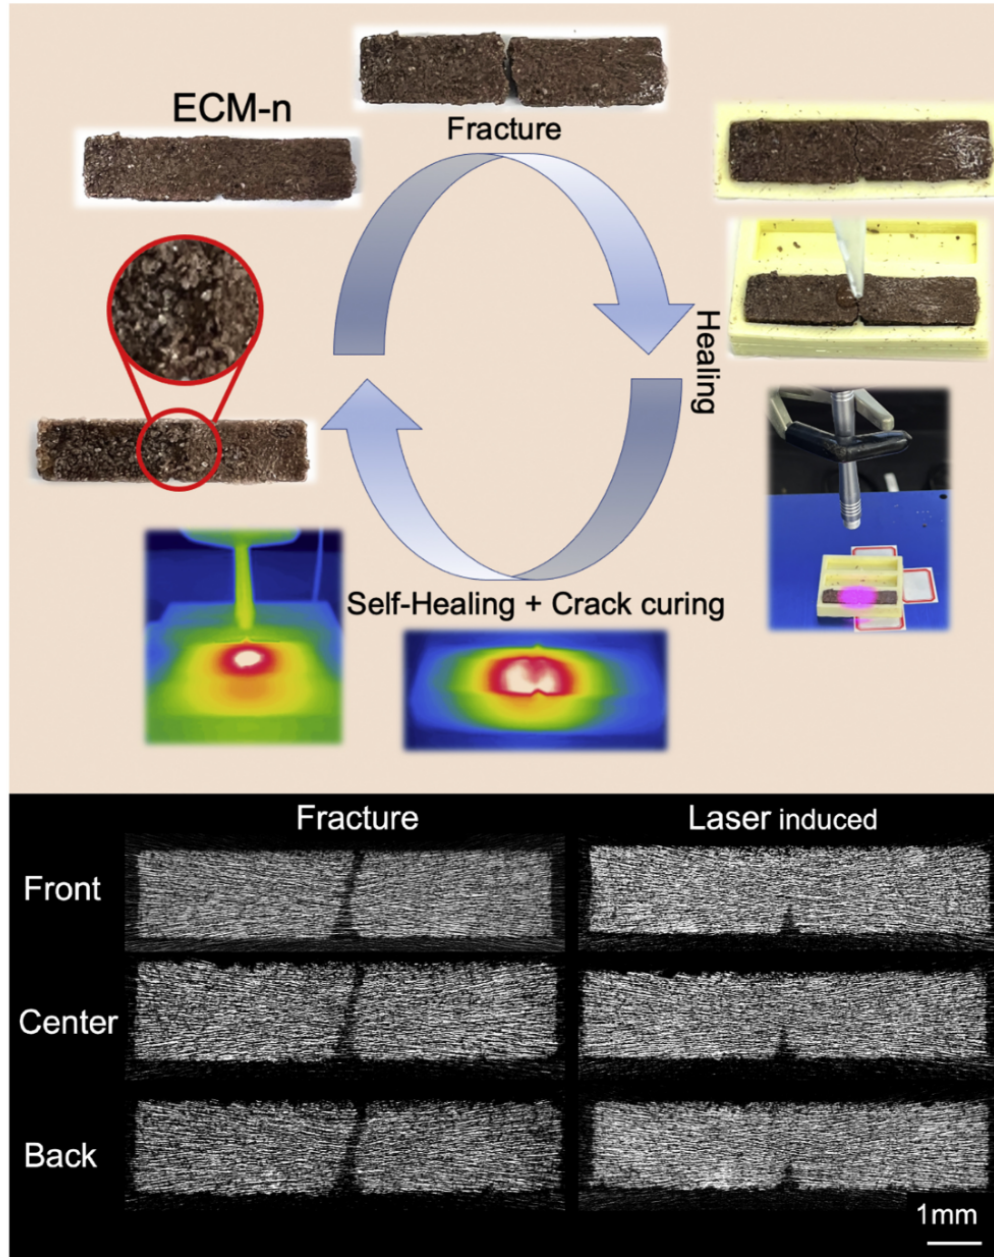 ECM-n
Fracture
Healing
Self-Healing + Crack curing
Fracture
Laser induced
Front
Center
Back
1mm